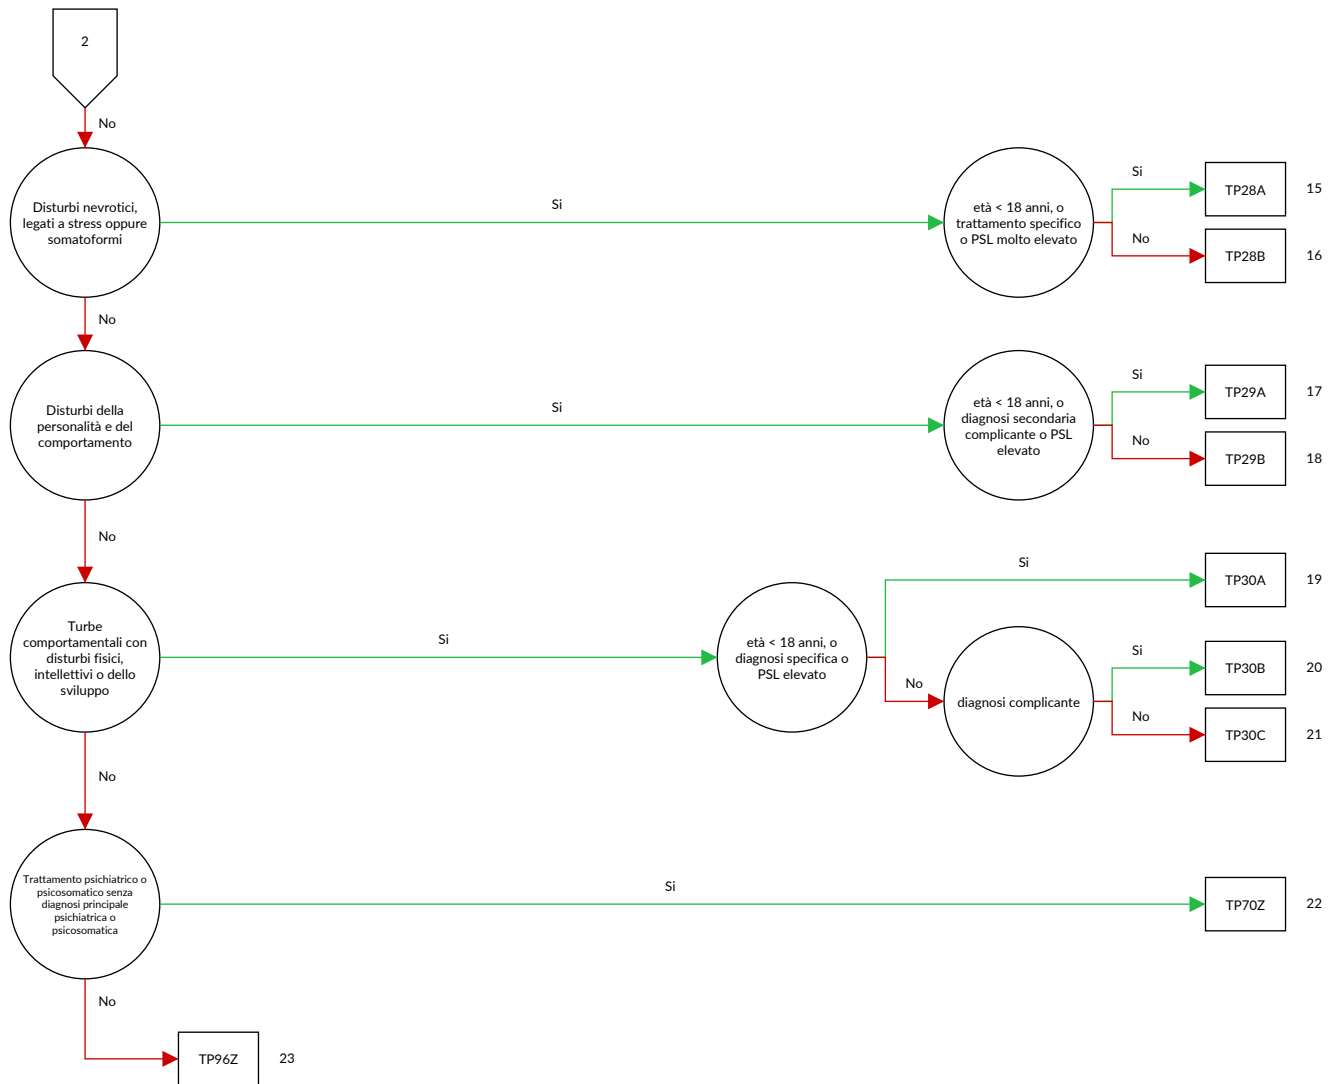 2
No
Disturbi nevrotici,
legati a stress oppure
somatoformi
Si
età < 18 anni, o
trattamento specifico
o PSL molto elevato
Si
TP28A
15
No
TP28B
16
No
Disturbi della
personalità e del
comportamento
Si
età < 18 anni, o
diagnosi secondaria
complicante o PSL
elevato
Si
TP29A
17
No
TP29B
18
No
Turbe
comportamentali con
disturbi fisici,
intellettivi o dello
sviluppo
Si
età < 18 anni, o
diagnosi specifica o
PSL elevato
Si
TP30A
19
No
diagnosi complicante
Si
TP30B
20
No
TP30C
21
No
Trattamento psichiatrico o
psicosomatico senza
diagnosi principale
psichiatrica o
psicosomatica
Si
TP70Z
22
No
TP96Z
23